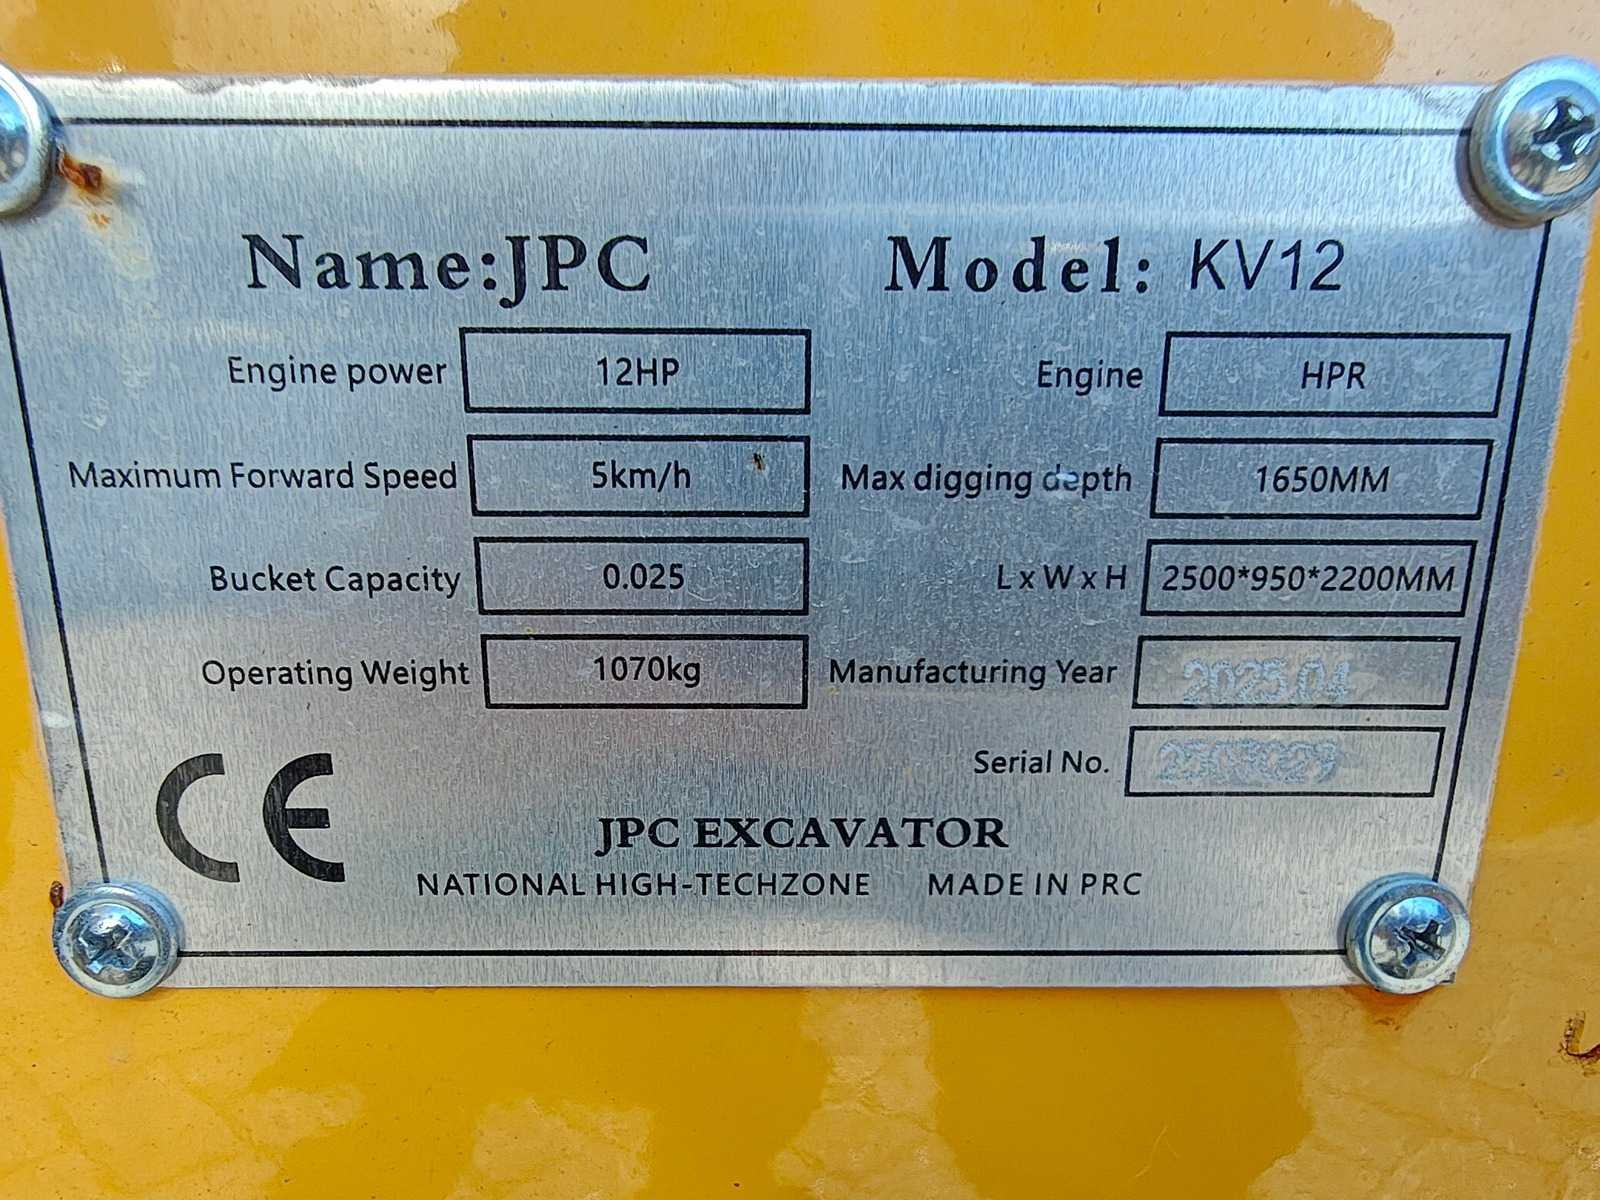 Name:JPC Model: KV12
Engine power 12HP Engine HPR
Maximum Forward Speed 5km/h Max digging depth 1650MM
Bucket Capacity 0.025 L x W x H 2500*950*2200MM
Operating Weight 1070kg Manufacturing Year 2025.04
Serial No.
CE
JPC EXCAVATOR
NATIONAL HIGH-TECHZONE MADE IN PRC